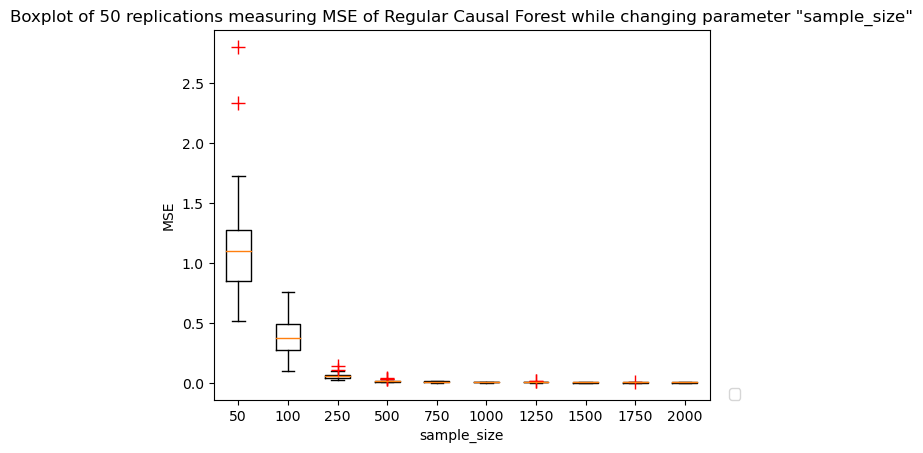 Boxplot of 50 replications measuring MSE of Regular Causal Forest while changing parameter "sample_size"
2.5
2.0
1.5
1.0
0.5
0.0
MSE
50 100 250 500 750 1000 1250 1500 1750 2000
sample_size